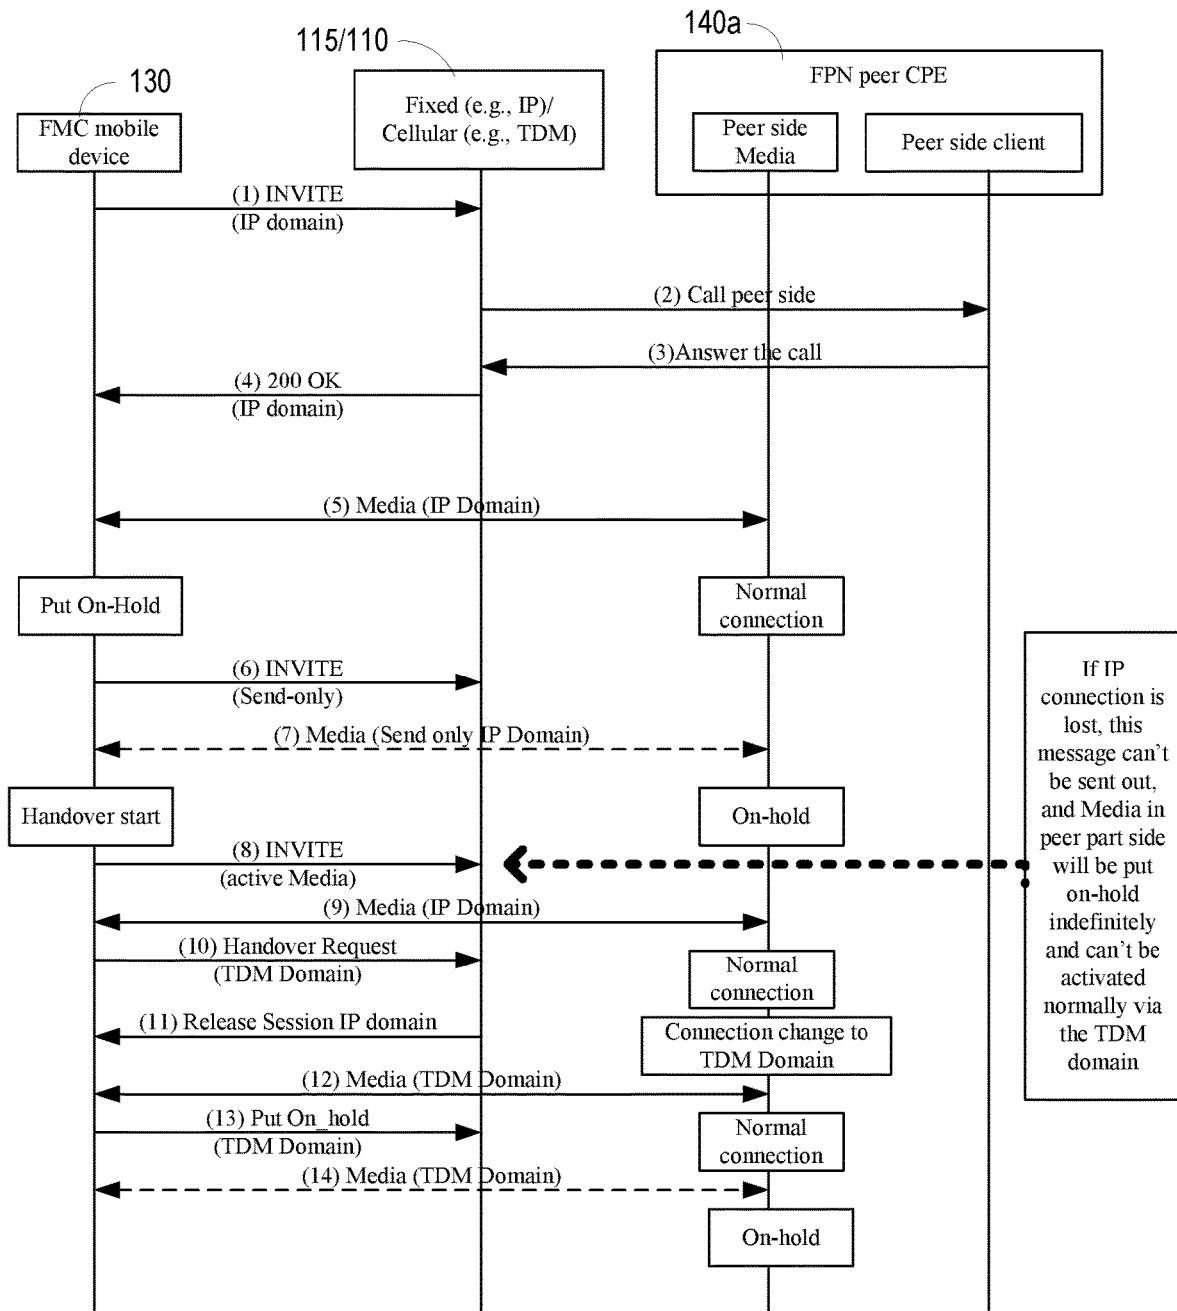 140a
115/110
130
FPN peer CPE
Fixed (e.g., IP)/
Cellular (e.g., TDM)
FMC mobile
device
Peer side
Media
Peer side client
(1) INVITE
(IP domain)
(2) Call peer side
(3)Answer the call
(4) 200 OK
(IP domain)
(5) Media (IP Domain)
Put On-Hold
Normal
connection
(6) INVITE
(Send-only)
(7) Media (Send only IP Domain)
Handover start
On-hold
(8) INVITE
(active Media)
(9) Media (IP Domain)
(10) Handover Request
(TDM Domain)
Normal
connection
(11) Release Session IP domain
Connection change to
TDM Domain
(12) Media (TDM Domain)
(13) Put On_hold
(TDM Domain)
Normal
connection
(14) Media (TDM Domain)
On-hold
If IP
connection is
lost, this
message can't
be sent out,
and Media in
peer part side
will be put
on-hold
indefinitely
and can't be
activated
normally via
the TDM
domain